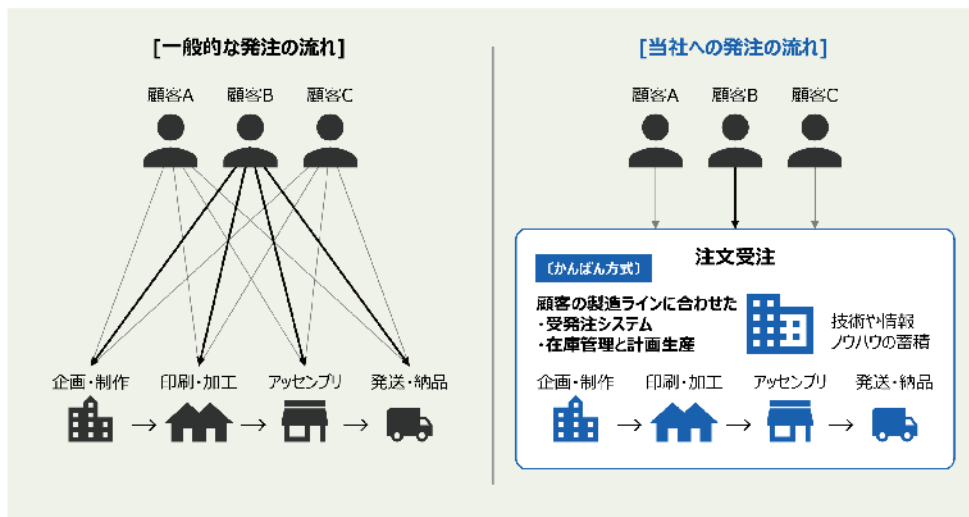 [一般的な発注の流れ]
顧客A 顧客B 顧客C
企画・制作 印刷・加工 アッセンブリ 発送・納品
[当社への発注の流れ]
顧客A 顧客B 顧客C
注文受注
〔かんばん方式〕
顧客の製造ラインに合わせた
・受発注システム
・在庫管理と計画生産
技術や情報
ノウハウの蓄積
企画・制作 印刷・加工 アッセンブリ 発送・納品